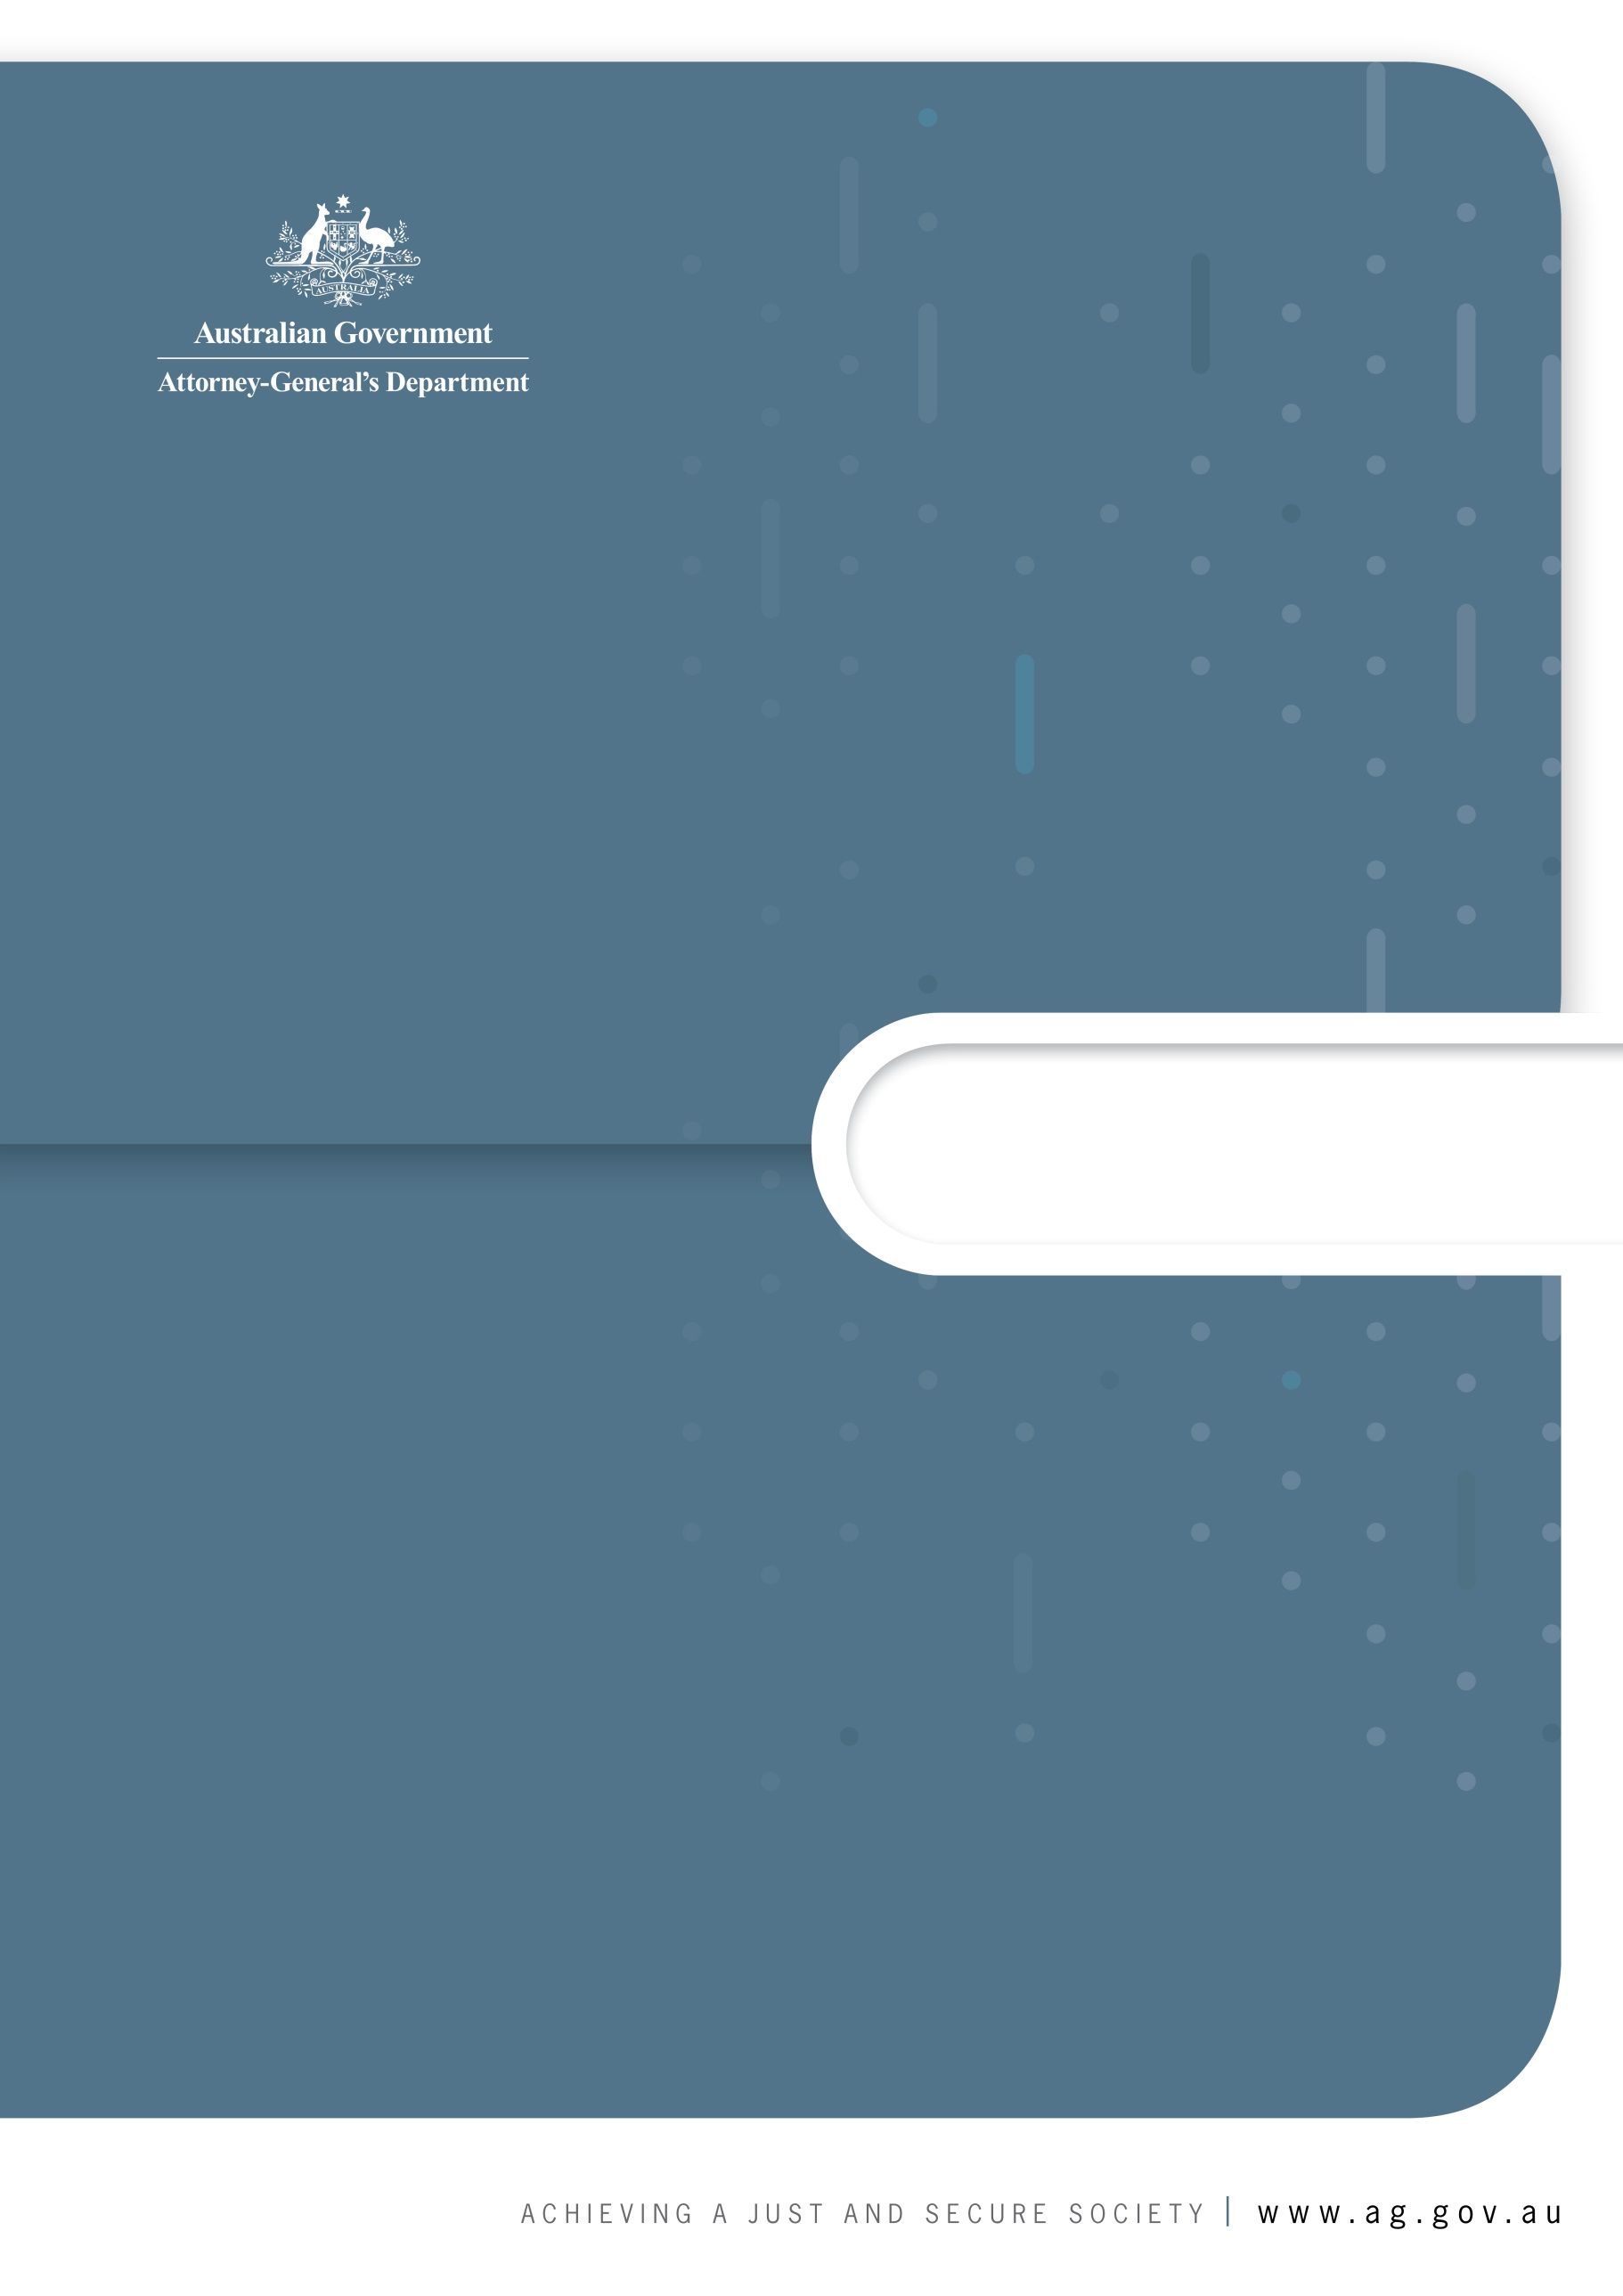 AUSTRALIA
Australian Government
Attorney-General’s Department
ACHIEVING A JUST AND SECURE SOCIETY | www.ag.gov.au